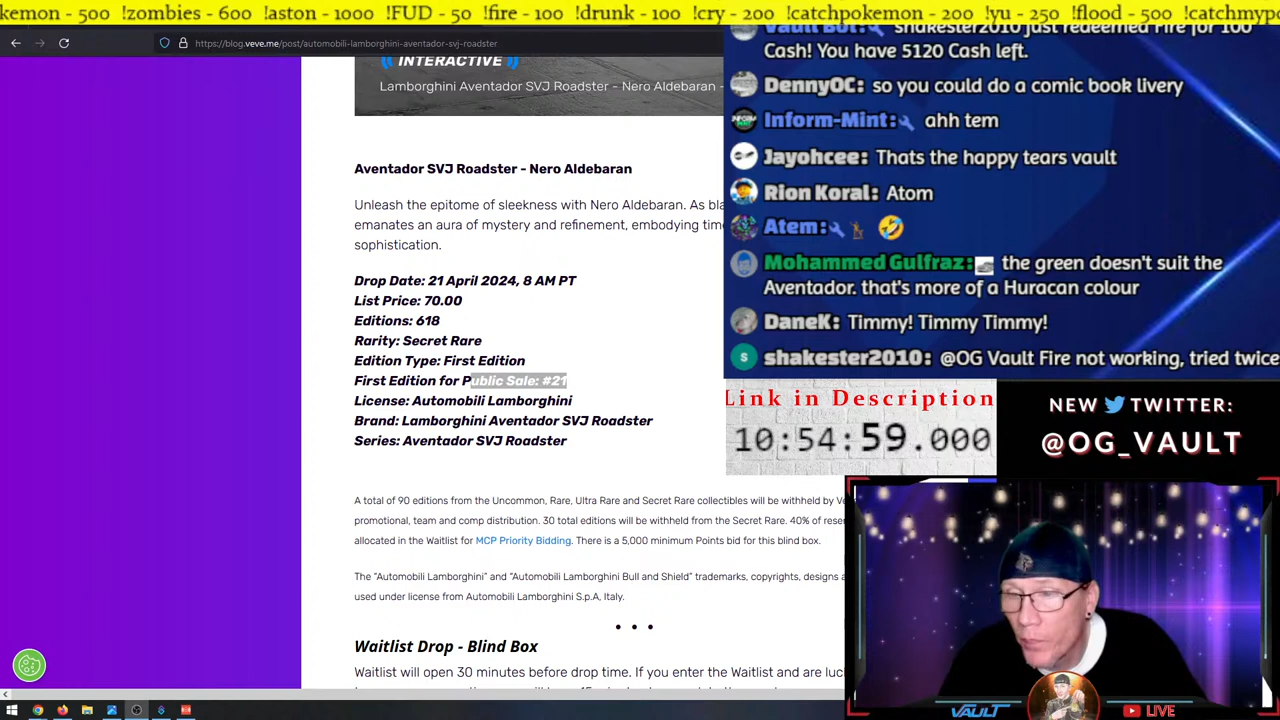 kemon - 500 !zombies - 600 !aston - 1000 !FUD - 50 !fire - 100 !drunk - 100 !cry - 200 !catchpokemon - 200 !yu - 250 !flood - 500 !catchmypo
https://blog.veve.me/post/automobili-lamborghini-aventador-svj-roadster
INTERACTIVE
Lamborghini Aventador SVJ Roadster - Nero Aldebaran -
Aventador SVJ Roadster - Nero Aldebaran
Unleash the epitome of sleekness with Nero Aldebaran. As bla
emanates an aura of mystery and refinement, embodying time
sophistication.
Drop Date: 21 April 2024, 8 AM PT
List Price: 70.00
Editions: 618
Rarity: Secret Rare
Edition Type: First Edition
First Edition for Public Sale: #21
License: Automobili Lamborghini
Brand: Lamborghini Aventador SVJ Roadster
Series: Aventador SVJ Roadster
A total of 90 editions from the Uncommon, Rare, Ultra Rare and Secret Rare collectibles will be withheld by Ve
promotional, team and comp distribution. 30 total editions will be withheld from the Secret Rare. 40% of rese
allocated in the Waitlist for MCP Priority Bidding. There is a 5,000 minimum Points bid for this blind box.
The "Automobili Lamborghini" and "Automobili Lamborghini Bull and Shield" trademarks, copyrights, designs a
used under license from Automobili Lamborghini S.p.A, Italy.
• • •
Waitlist Drop - Blind Box
Waitlist will open 30 minutes before drop time. If you enter the Waitlist and are luc
Vault Bot: shakester2010 just redeemed Fire for 100
Cash! You have 5120 Cash left.
DennyOC: so you could do a comic book livery
Inform-Mint: ahh tem
Jayohcee: Thats the happy tears vault
Rion Koral: Atom
Atem:
Mohammed Gulfraz: the green doesn't suit the
Aventador. that's more of a Huracan colour
DaneK: Timmy! Timmy Timmy!
S shakester2010: @OG Vault Fire not working, tried twice
Link in Description
10:54:59.000
NEW TWITTER:
@OG_VAULT
VAULT
LIVE